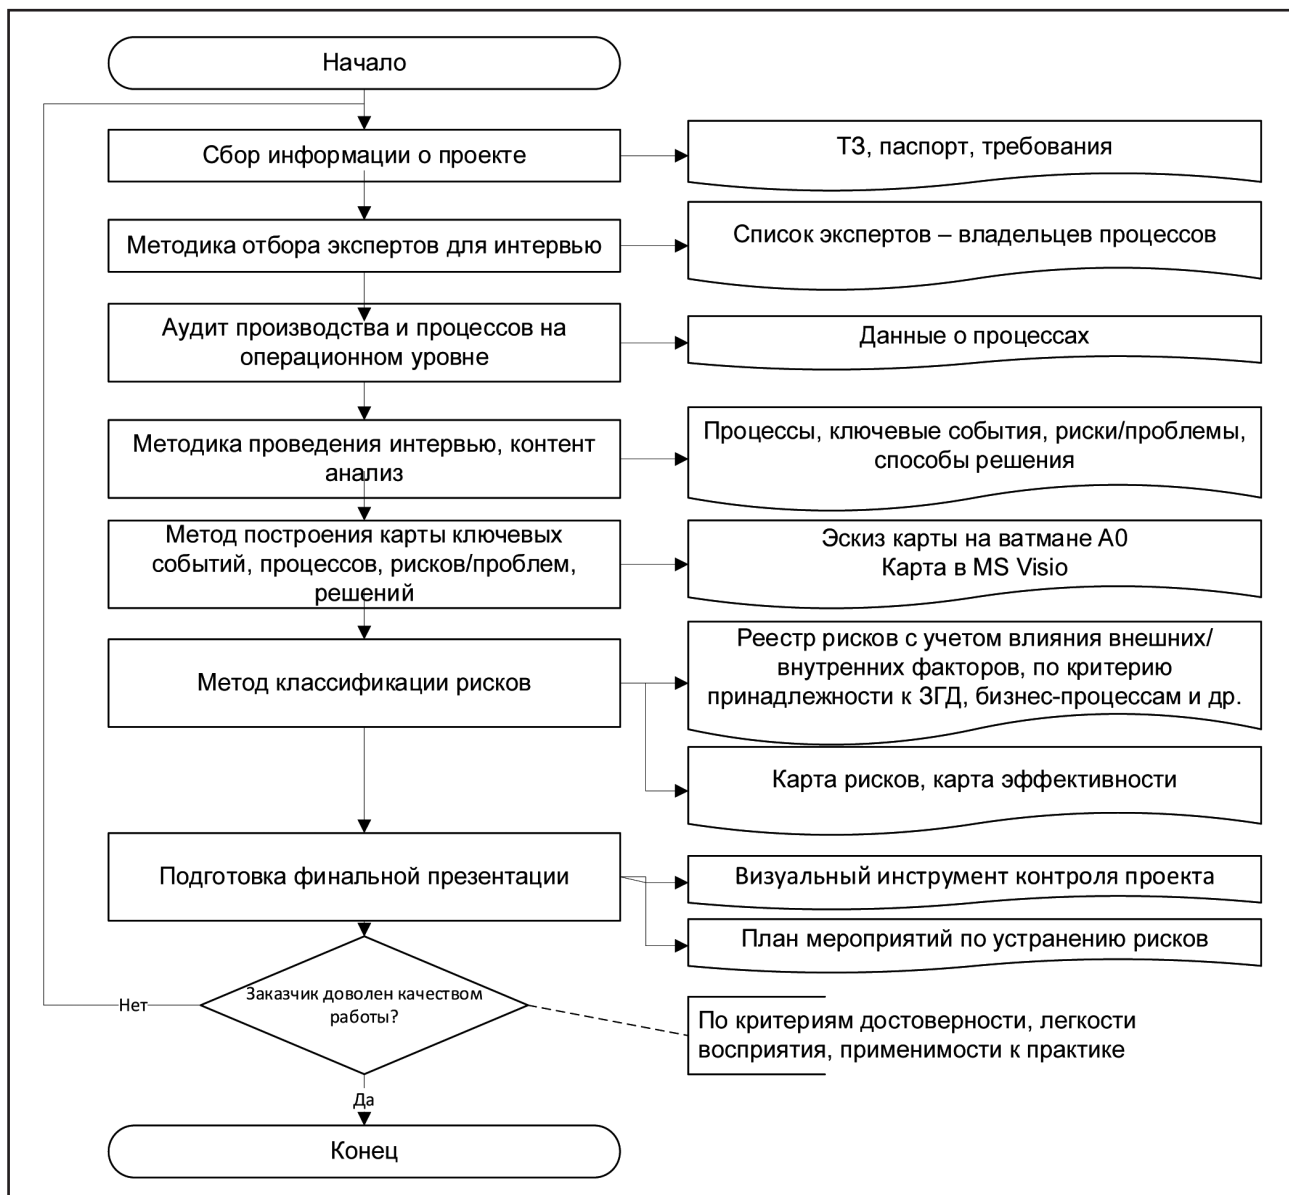 Начало
Сбор информации о проекте
ТЗ, паспорт, требования
Методика отбора экспертов для интервью
Список экспертов – владельцев процессов
Аудит производства и процессов на
операционном уровне
Данные о процессах
Методика проведения интервью, контент
анализ
Процессы, ключевые события, риски/проблемы,
способы решения
Метод построения карты ключевых
событий, процессов, рисков/проблем,
решений
Эскиз карты на ватмане А0
Карта в MS Visio
Метод классификации рисков
Реестр рисков с учетом влияния внешних/
внутренних факторов, по критерию
принадлежности к ЗГД, бизнес-процессам и др.
Карта рисков, карта эффективности
Подготовка финальной презентации
Визуальный инструмент контроля проекта
План мероприятий по устранению рисков
Заказчик доволен качеством
работы?
Нет
По критериям достоверности, легкости
восприятия, применимости к практике
Да
Конец